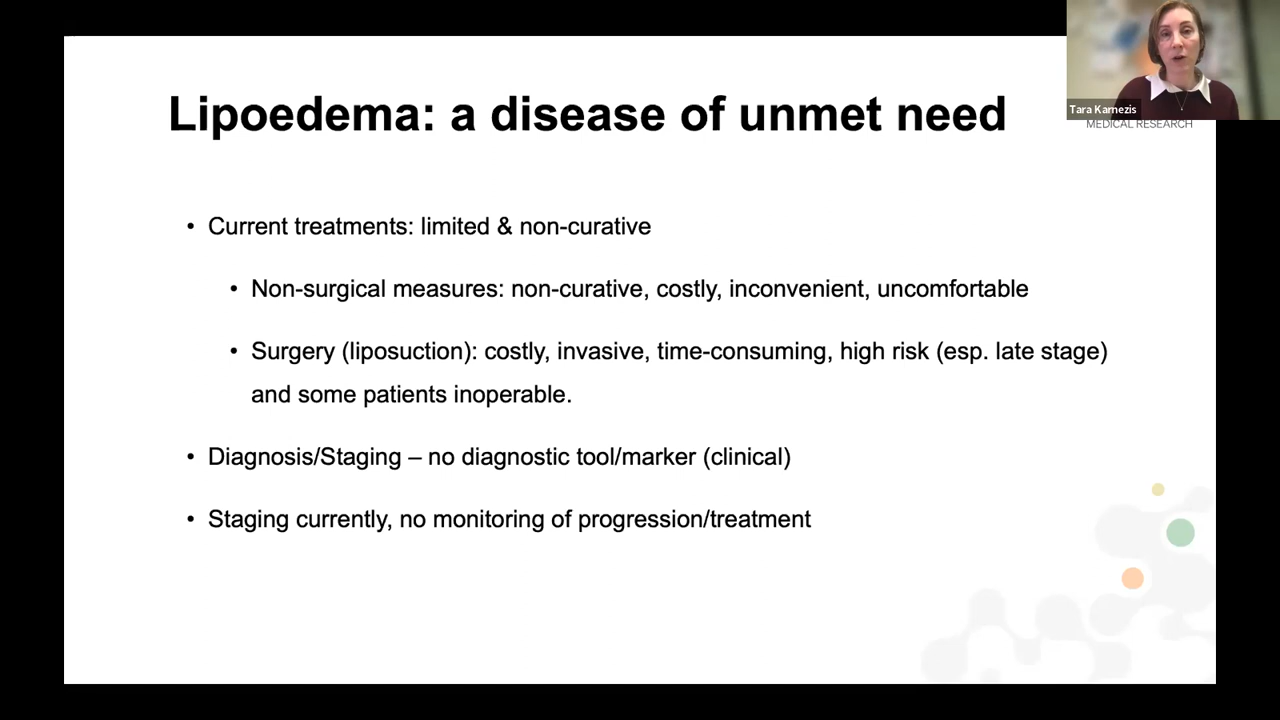 Lipoedema: a disease of unmet need
Tara Karnezis
MEDICAL RESEARCH
• Current treatments: limited & non-curative
• Non-surgical measures: non-curative, costly, inconvenient, uncomfortable
• Surgery (liposuction): costly, invasive, time-consuming, high risk (esp. late stage)
and some patients inoperable.
• Diagnosis/Staging – no diagnostic tool/marker (clinical)
• Staging currently, no monitoring of progression/treatment